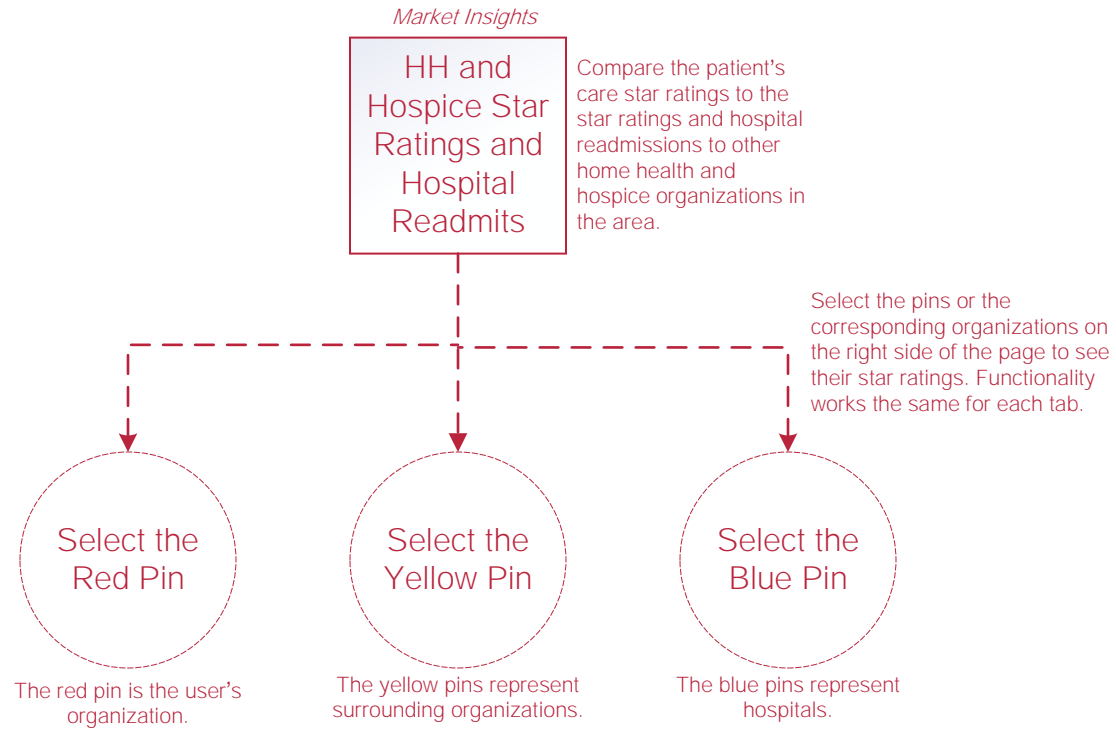 Market Insights
HH and
Hospice Star
Ratings and
Hospital
Readmits
Compare the patient's
care star ratings to the
star ratings and hospital
readmissions to other
home health and
hospice organizations in
the area.
Select the pins or the
corresponding organizations on
the right side of the page to see
their star ratings. Functionality
works the same for each tab.
Select the
Red Pin
The red pin is the user's
organization.
Select the
Yellow Pin
The yellow pins represent
surrounding organizations.
Select the
Blue Pin
The blue pins represent
hospitals.